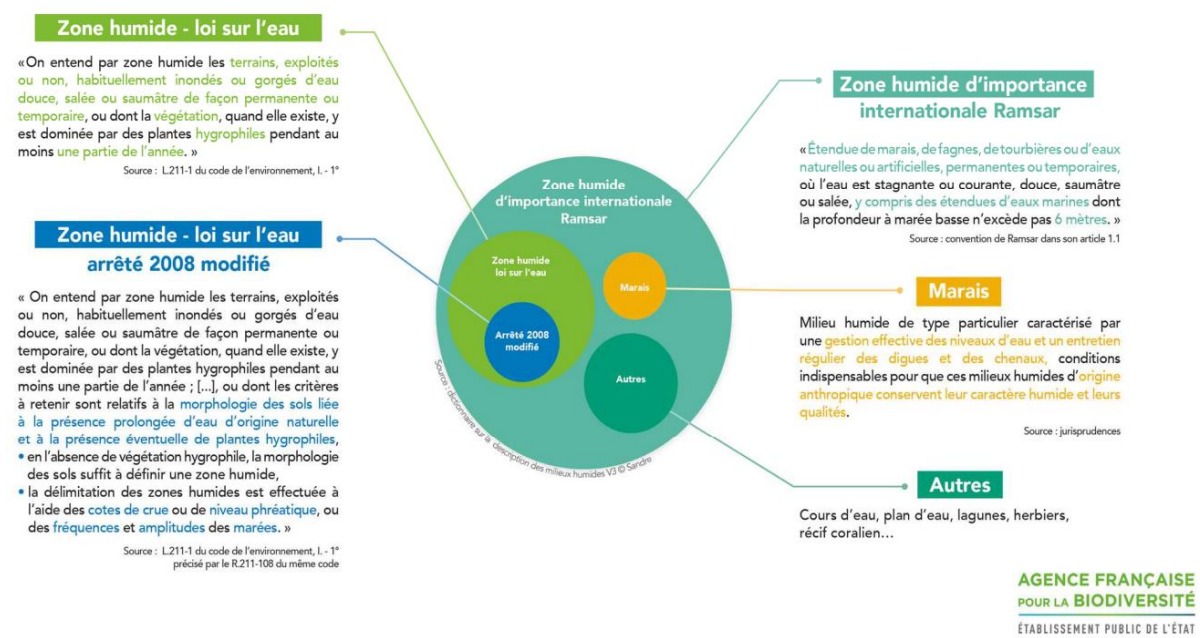 Zone humide - loi sur l'eau
«On entend par zone humide les terrains, exploités
ou non, habituellement inondés ou gorgés d'eau
douce, salée ou saumâtre de façon permanente ou
temporaire, ou dont la végétation, quand elle existe, y
est dominée par des plantes hygrophiles pendant au
moins une partie de l'année. »
Source : L.211-1 du code de l'environnement, I. - 1°
Zone humide - loi sur l'eau
arrêté 2008 modifié
« On entend par zone humide les terrains, exploités
ou non, habituellement inondés ou gorgés d'eau
douce, salée ou saumâtre de façon permanente ou
temporaire, ou dont la végétation, quand elle existe, y
est dominée par des plantes hygrophiles pendant au
moins une partie de l'année ; [...], ou dont les critères
à retenir sont relatifs à la morphologie des sols liée
à la présence prolongée d'eau d'origine naturelle
et à la présence éventuelle de plantes hygrophiles,
• en l'absence de végétation hygrophile, la morphologie
des sols suffit à définir une zone humide,
• la délimitation des zones humides est effectuée à
l'aide des cotes de crue ou de niveau phréatique, ou
des fréquences et amplitudes des marées. »
Source : L.211-1 du code de l'environnement, I. - 1°
précisé par le R.211-108 du même code
Zone humide
d'importance internationale
Ramsar
Zone humide
loi sur l'eau
Arrêté 2008
modifié
Marais
Autres
Source : dictionnaire sur la description des milieux humides V3 © Sandre
Zone humide d'importance
internationale Ramsar
«Étendue de marais, de fagnes, de tourbières ou d'eaux
naturelles ou artificielles, permanentes ou temporaires,
où l'eau est stagnante ou courante, douce, saumâtre
ou salée, y compris des étendues d'eaux marines dont
la profondeur à marée basse n'excède pas 6 mètres. »
Source : convention de Ramsar dans son article 1.1
Marais
Milieu humide de type particulier caractérisé par
une gestion effective des niveaux d'eau et un entretien
régulier des digues et des chenaux, conditions
indispensables pour que ces milieux humides d'origine
anthropique conservent leur caractère humide et leurs
qualités.
Source : jurisprudences
Autres
Cours d'eau, plan d'eau, lagunes, herbiers,
récif coralien...
AGENCE FRANÇAISE
POUR LA BIODIVERSITÉ
ÉTABLISSEMENT PUBLIC DE L'ÉTAT